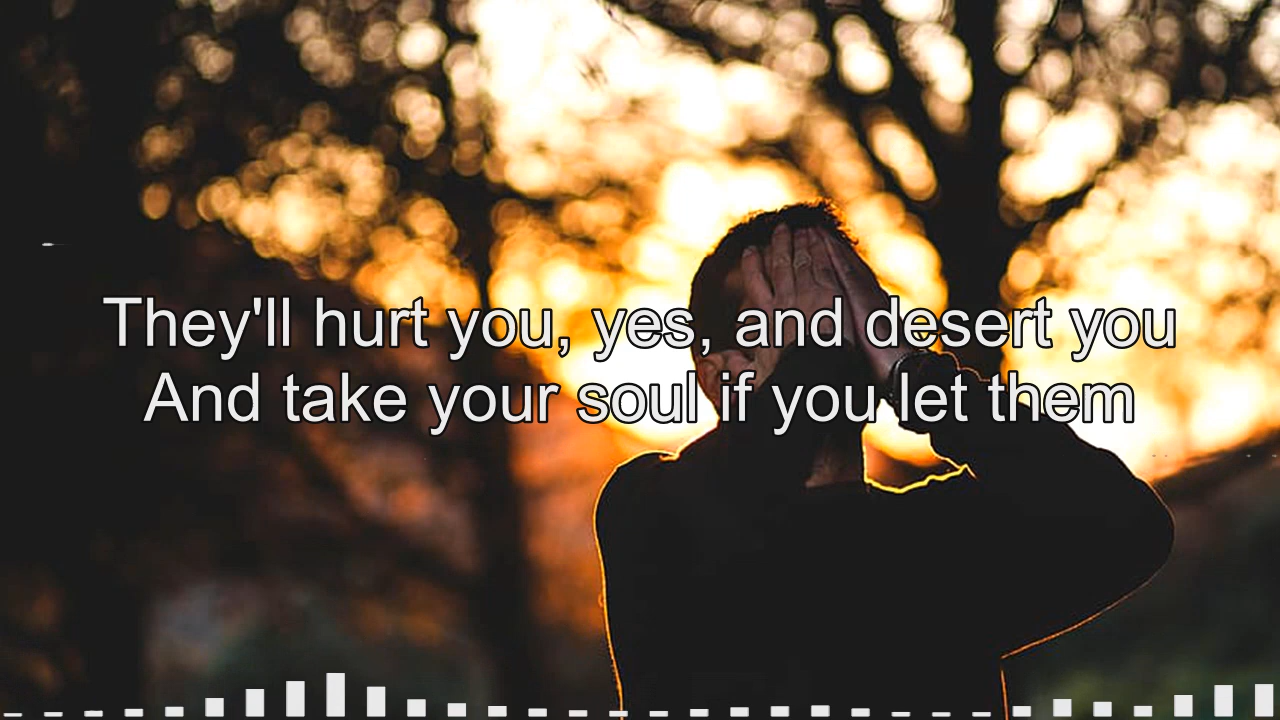 They'll hurt you, yes, and desert you
And take your soul if you let them